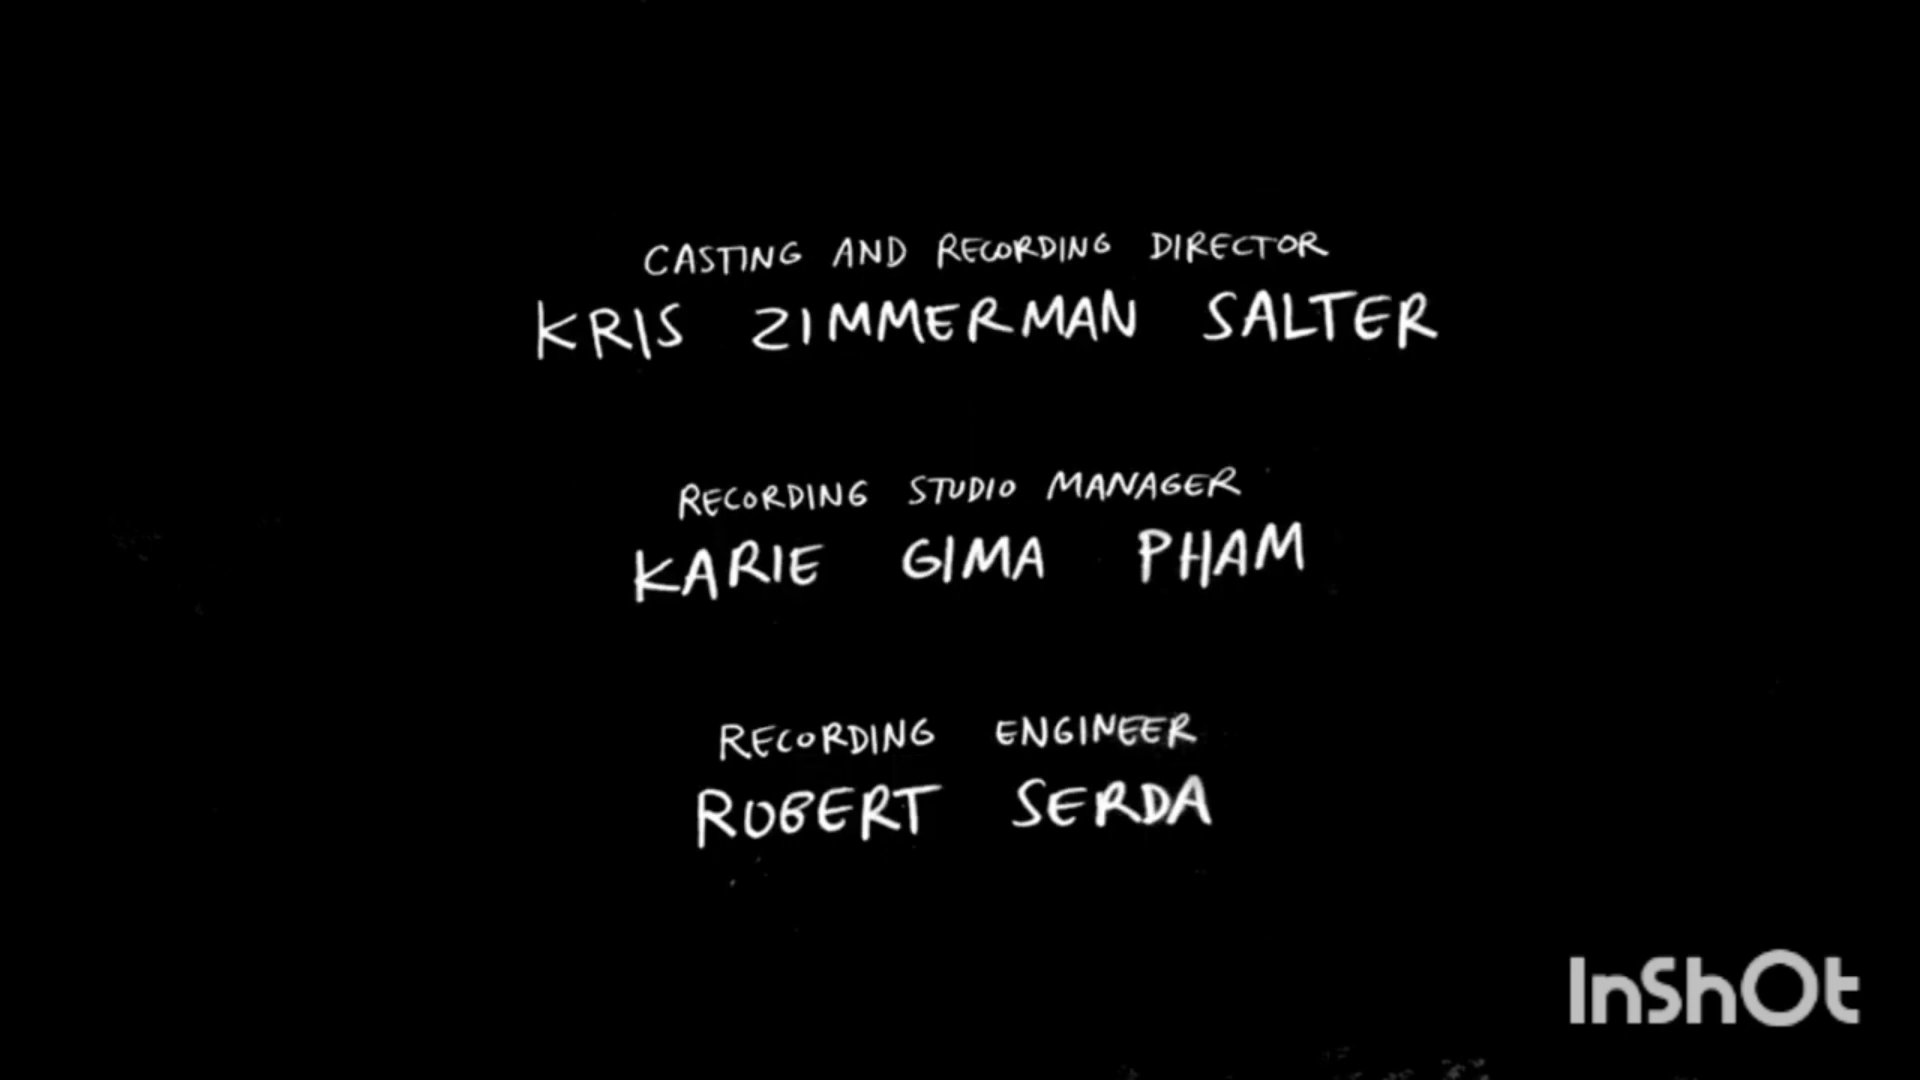 CASTING AND RECORDING DIRECTOR
KRIS ZIMMERMAN SALTER
RECORDING STUDIO MANAGER
KARIE GIMA PHAM
RECORDING ENGINEER
ROBERT SERDA
InShOt